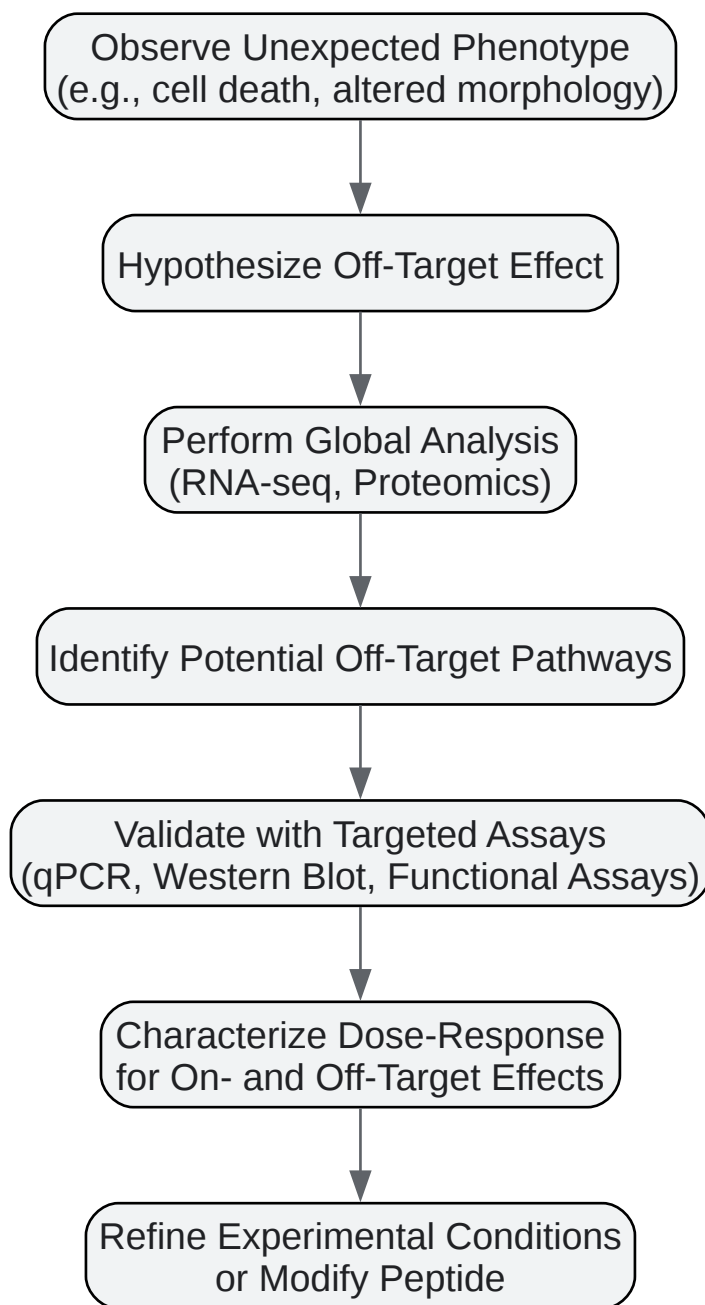 Observe Unexpected Phenotype
(e.g., cell death, altered morphology)
Hypothesize Off-Target Effect
Perform Global Analysis
(RNA-seq, Proteomics)
Identify Potential Off-Target Pathways
Validate with Targeted Assays
(qPCR, Western Blot, Functional Assays)
Characterize Dose-Response
for On- and Off-Target Effects
Refine Experimental Conditions
or Modify Peptide